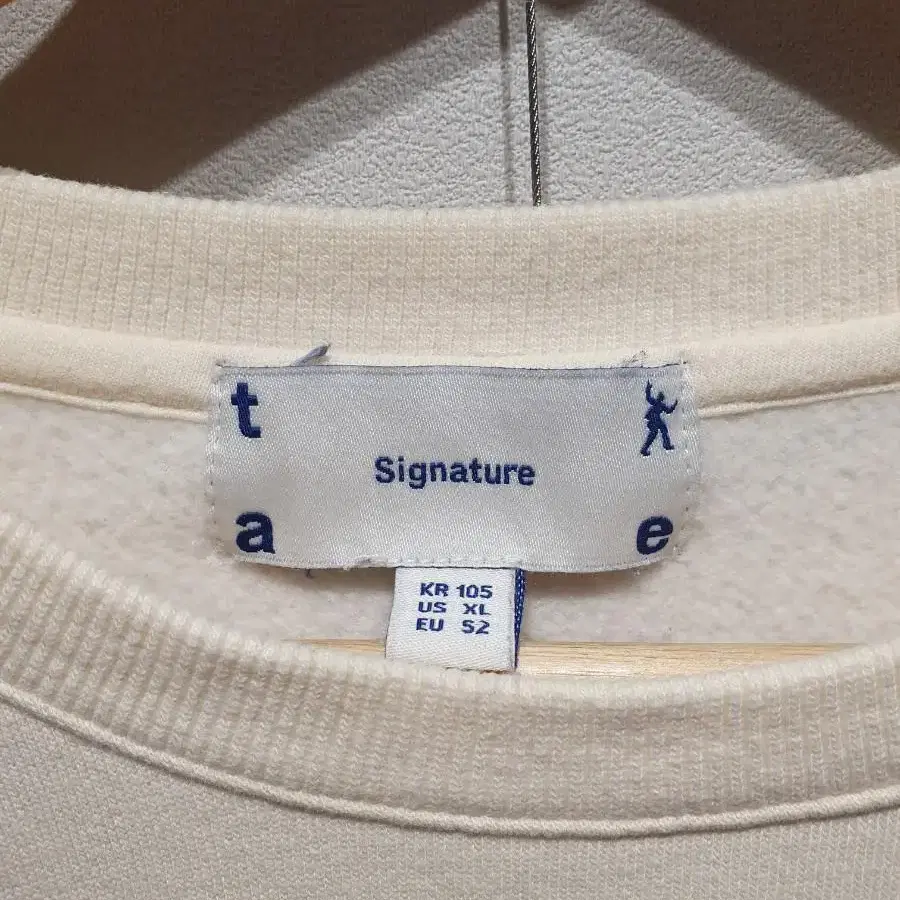 t
Signature
a e
KR 105
US XL
EU 52